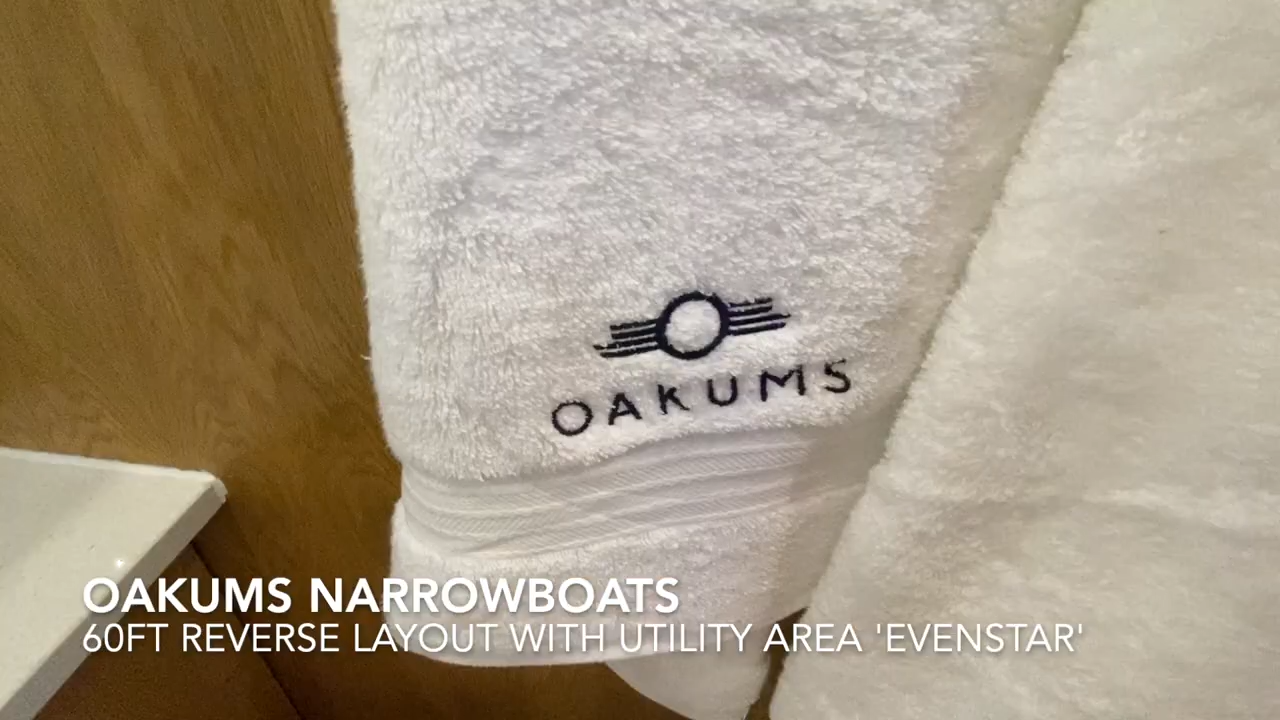 OAKUMS
OAKUMS NARROWBOATS
60FT REVERSE LAYOUT WITH UTILITY AREA 'EVENSTAR'